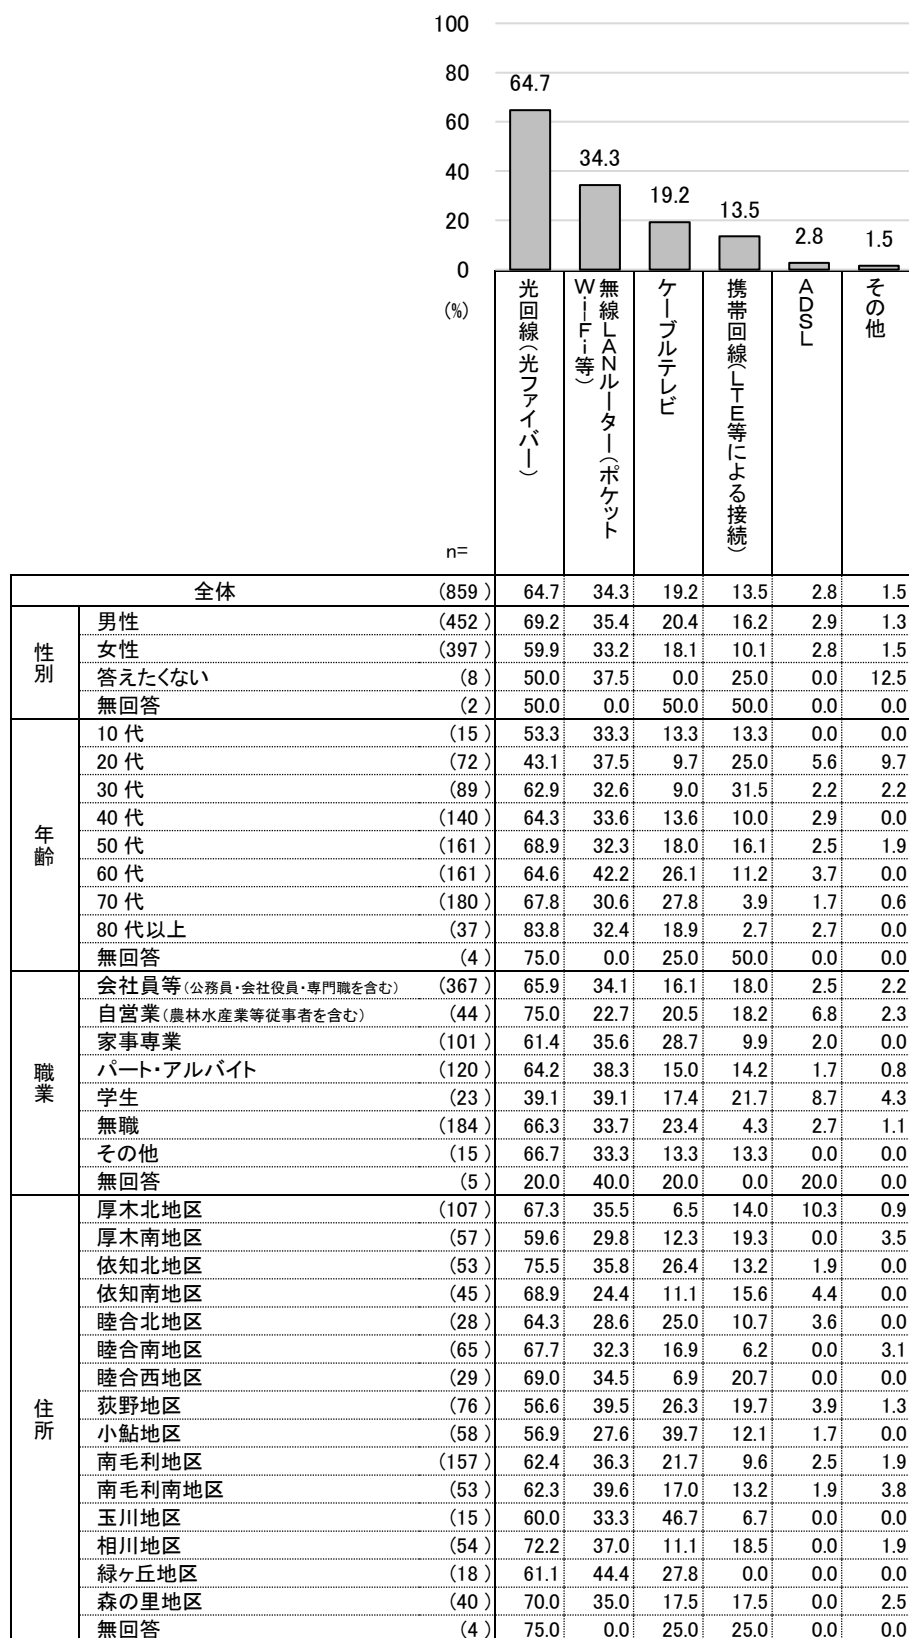 100
80
60
40
20
0
(%)
64.7
34.3
19.2
13.5
2.8
1.5
光回線(光ファイバー)
無線LANルーター(ポケット
Wi-Fi等)
ケーブルテレビ
携帯回線(LTE等による接続)
ADSL
その他
n=
全体 (859) 64.7 34.3 19.2 13.5 2.8 1.5
性別
男性 (452) 69.2 35.4 20.4 16.2 2.9 1.3
女性 (397) 59.9 33.2 18.1 10.1 2.8 1.5
答えたくない (8) 50.0 37.5 0.0 25.0 0.0 12.5
無回答 (2) 50.0 0.0 50.0 50.0 0.0 0.0
年齢
10代 (15) 53.3 33.3 13.3 13.3 0.0 0.0
20代 (72) 43.1 37.5 9.7 25.0 5.6 9.7
30代 (89) 62.9 32.6 9.0 31.5 2.2 2.2
40代 (140) 64.3 33.6 13.6 10.0 2.9 0.0
50代 (161) 68.9 32.3 18.0 16.1 2.5 1.9
60代 (161) 64.6 42.2 26.1 11.2 3.7 0.0
70代 (180) 67.8 30.6 27.8 3.9 1.7 0.6
80代以上 (37) 83.8 32.4 18.9 2.7 2.7 0.0
無回答 (4) 75.0 0.0 25.0 50.0 0.0 0.0
職業
会社員等(公務員・会社役員・専門職を含む) (367) 65.9 34.1 16.1 18.0 2.5 2.2
自営業(農林水産業等従事者を含む) (44) 75.0 22.7 20.5 18.2 6.8 2.3
家事専業 (101) 61.4 35.6 28.7 9.9 2.0 0.0
パート・アルバイト (120) 64.2 38.3 15.0 14.2 1.7 0.8
学生 (23) 39.1 39.1 17.4 21.7 8.7 4.3
無職 (184) 66.3 33.7 23.4 4.3 2.7 1.1
その他 (15) 66.7 33.3 13.3 13.3 0.0 0.0
無回答 (5) 20.0 40.0 20.0 0.0 20.0 0.0
住所
厚木北地区 (107) 67.3 35.5 6.5 14.0 10.3 0.9
厚木南地区 (57) 59.6 29.8 12.3 19.3 0.0 3.5
依知北地区 (53) 75.5 35.8 26.4 13.2 1.9 0.0
依知南地区 (45) 68.9 24.4 11.1 15.6 4.4 0.0
睦合北地区 (28) 64.3 28.6 25.0 10.7 3.6 0.0
睦合南地区 (65) 67.7 32.3 16.9 6.2 0.0 3.1
睦合西地区 (29) 69.0 34.5 6.9 20.7 0.0 0.0
荻野地区 (76) 56.6 39.5 26.3 19.7 3.9 1.3
小鮎地区 (58) 56.9 27.6 39.7 12.1 1.7 0.0
南毛利地区 (157) 62.4 36.3 21.7 9.6 2.5 1.9
南毛利南地区 (53) 62.3 39.6 17.0 13.2 1.9 3.8
玉川地区 (15) 60.0 33.3 46.7 6.7 0.0 0.0
相川地区 (54) 72.2 37.0 11.1 18.5 0.0 1.9
緑ヶ丘地区 (18) 61.1 44.4 27.8 0.0 0.0 0.0
森の里地区 (40) 70.0 35.0 17.5 17.5 0.0 2.5
無回答 (4) 75.0 0.0 25.0 25.0 0.0 0.0